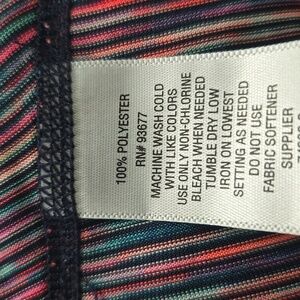 100% POLYESTER
RN# 93677
MACHINE WASH COLD
WITH LIKE COLORS
USE ONLY NON-CHLORINE
BLEACH WHEN NEEDED
TUMBLE DRY LOW
IRON ON LOWEST
SETTING AS NEEDED
DO NOT USE
FABRIC SOFTENER
SUPPLIER